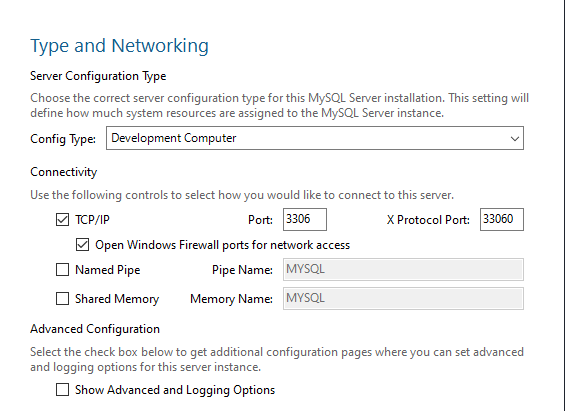 Type and Networking
Server Configuration Type
Choose the correct server configuration type for this MySQL Server installation. This setting will
define how much system resources are assigned to the MySQL Server instance.
Config Type: Development Computer
Connectivity
Use the following controls to select how you would like to connect to this server.
TCP/IP Port: 3306 X Protocol Port: 33060
Open Windows Firewall ports for network access
Named Pipe Pipe Name: MYSQL
Shared Memory Memory Name: MYSQL
Advanced Configuration
Select the check box below to get additional configuration pages where you can set advanced
and logging options for this server instance.
Show Advanced and Logging Options